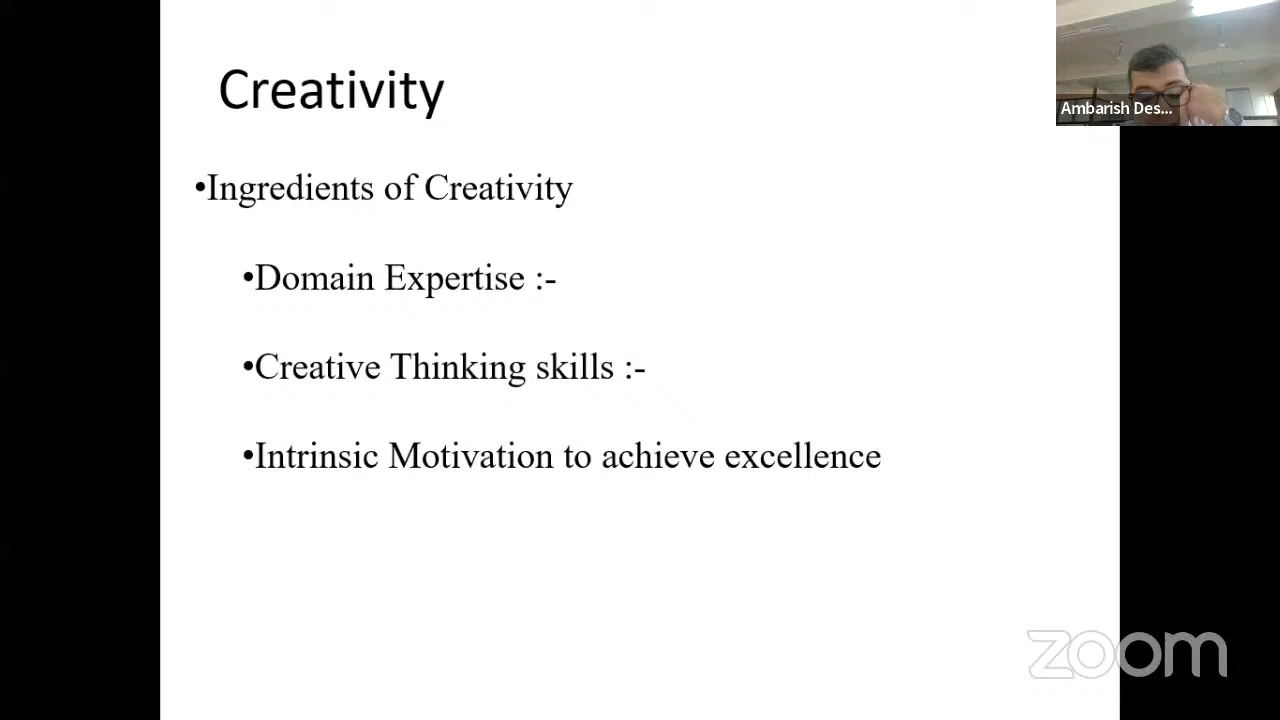 Creativity
Ambarish Des...
•Ingredients of Creativity
•Domain Expertise :-
•Creative Thinking skills :-
•Intrinsic Motivation to achieve excellence
zoom